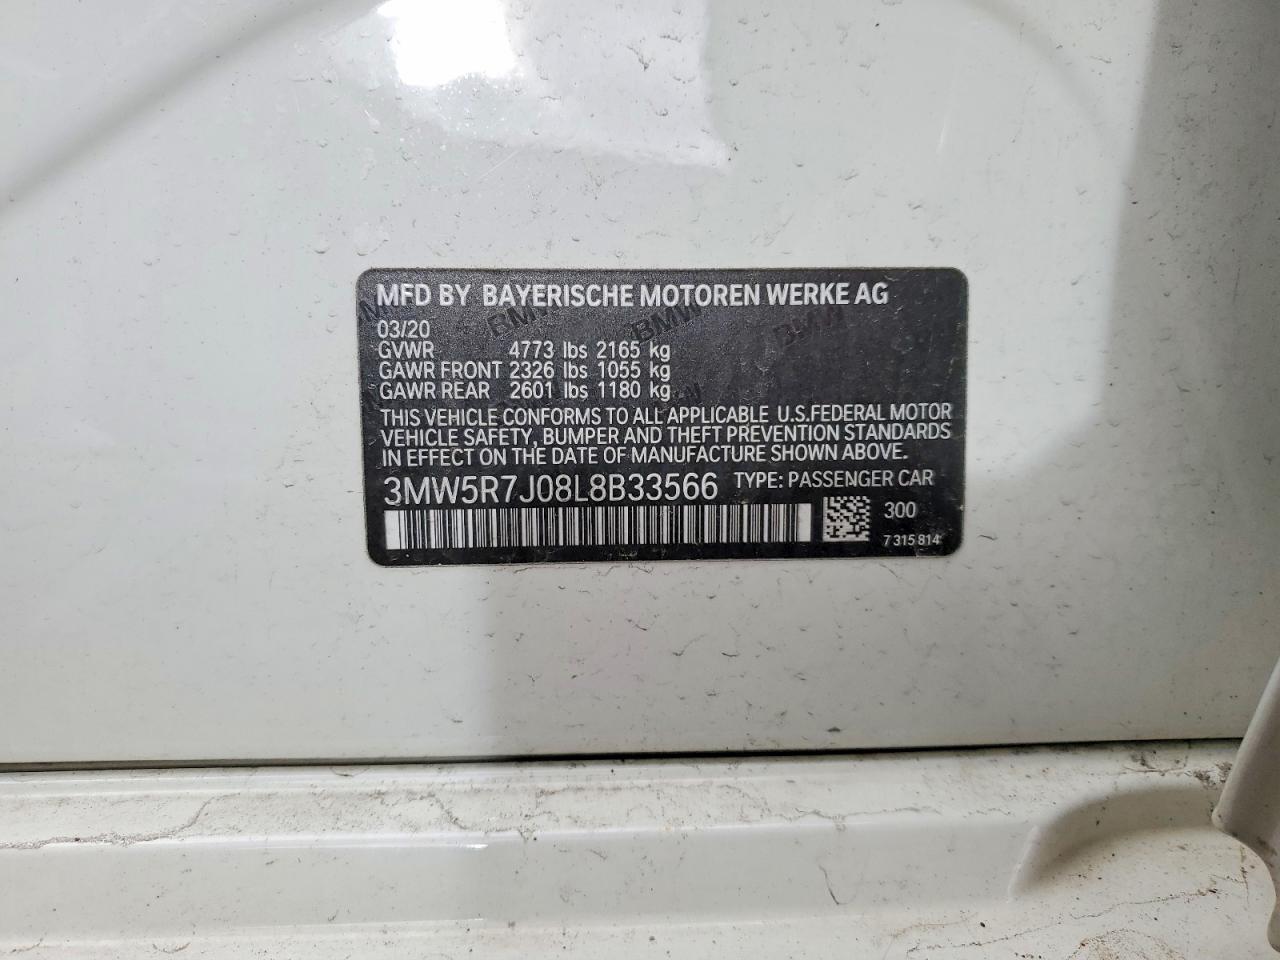 MFD BY BAYERISCHE MOTOREN WERKE AG
03/20
GVWR 4773 lbs 2165 kg
GAWR FRONT 2326 lbs 1055 kg
GAWR REAR 2601 lbs 1180 kg
THIS VEHICLE CONFORMS TO ALL APPLICABLE U.S.FEDERAL MOTOR
VEHICLE SAFETY, BUMPER AND THEFT PREVENTION STANDARDS
IN EFFECT ON THE DATE OF MANUFACTURE SHOWN ABOVE.
3MW5R7J08L8B33566 TYPE: PASSENGER CAR
300
7 315 814
BMW BMW BMW